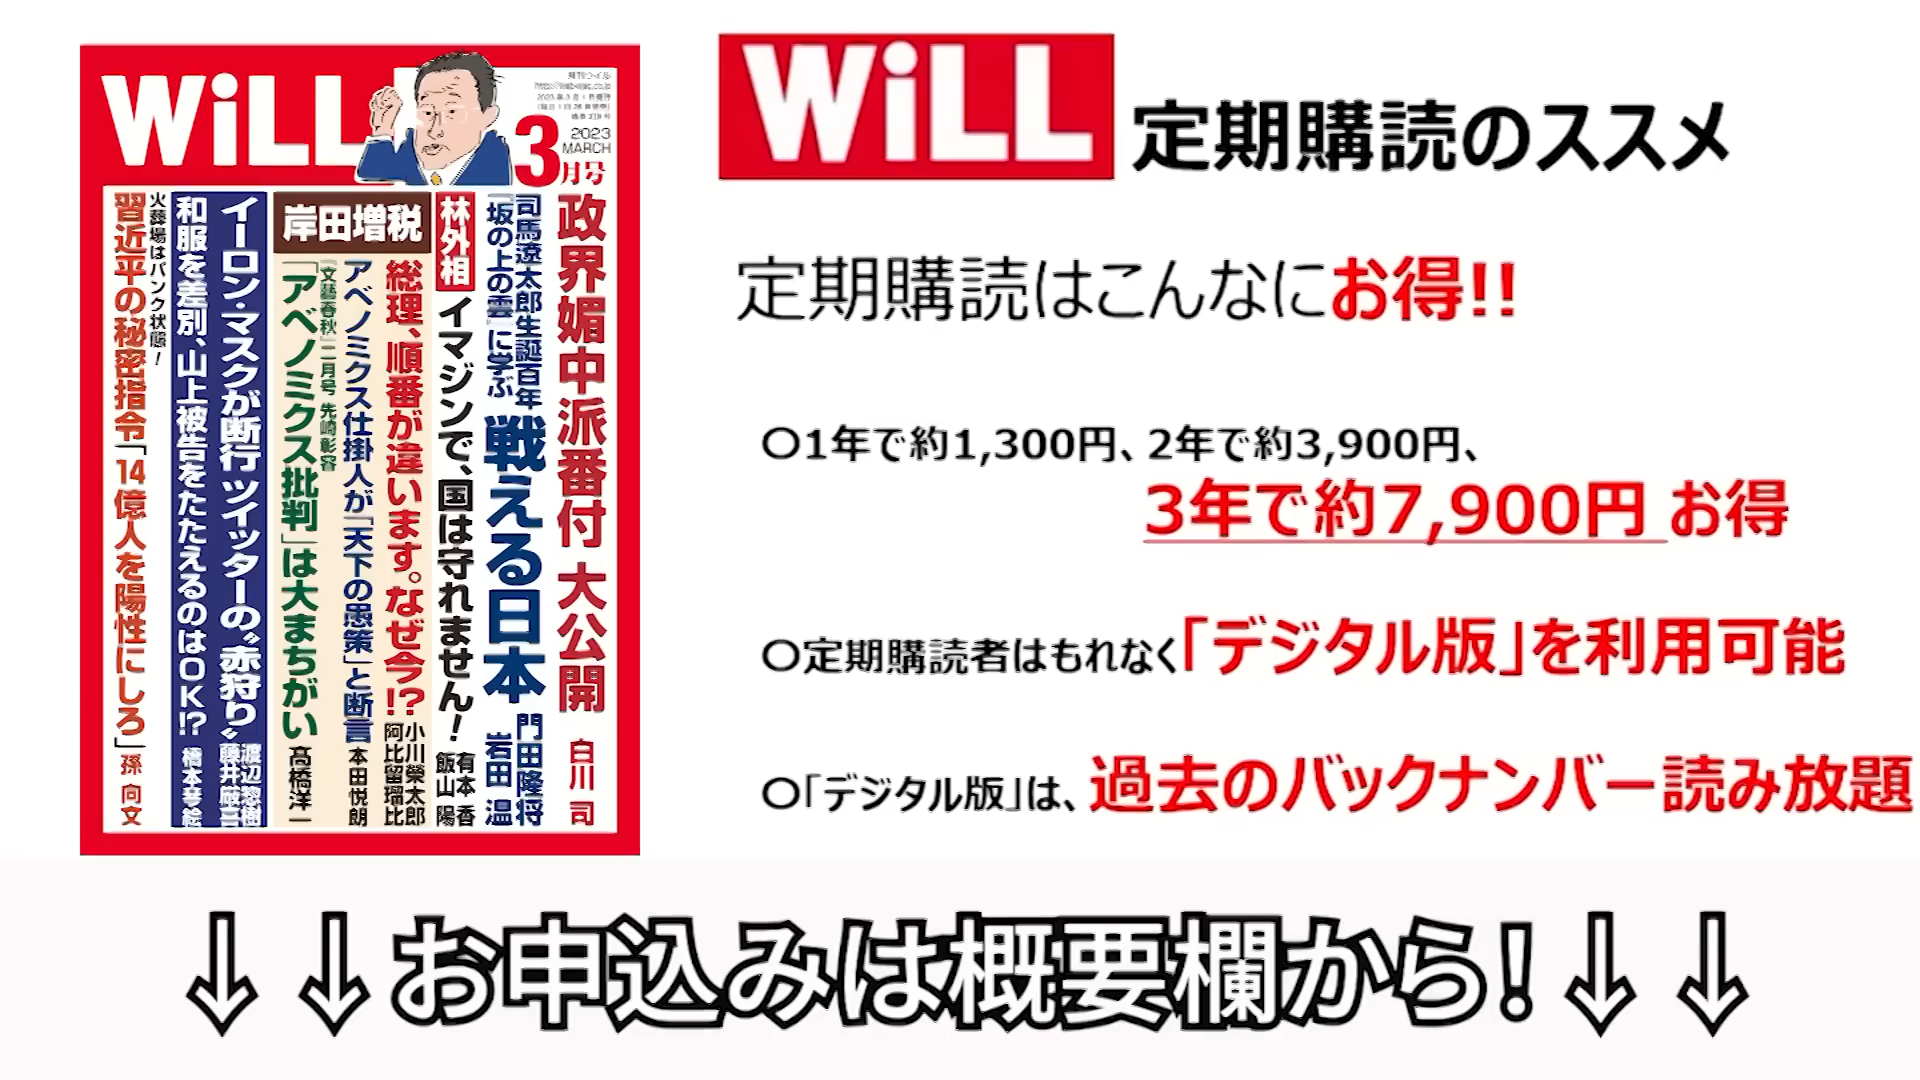 WiLL
2023
MARCH
3月号
政界媚中派番付 大公開 白川 司
司馬遼太郎生誕百年
『坂の上の雲』に学ぶ
戦える日本 門田隆将 岩田 温
林外相 イマジンで、国は守れません! 有本 香 飯山 陽
岸田増税
総理、順番が違います。なぜ今!? 小川榮太郎 阿比留瑠比
アベノミクス仕掛人が「天下の愚策」と断言 本田悦朗
『文藝春秋』二月号 先崎彰容
「アベノミクス批判」は大まちがい 髙橋洋一
イーロン・マスクが断行 ツイッターの〝赤狩り〟 渡辺惣樹 藤井厳喜
和服を差別、山上被告をたたえるのはOK!? 橋本琴絵
火葬場はパンク状態!
習近平の秘密指令「14億人を陽性にしろ」 孫 向文
WiLL 定期購読のススメ
定期購読はこんなにお得!!
〇1年で約1,300円、2年で約3,900円、
3年で約7,900円 お得
〇定期購読者はもれなく「デジタル版」を利用可能
〇「デジタル版」は、過去のバックナンバー読み放題
↓ ↓お申込みは概要欄から!↓ ↓